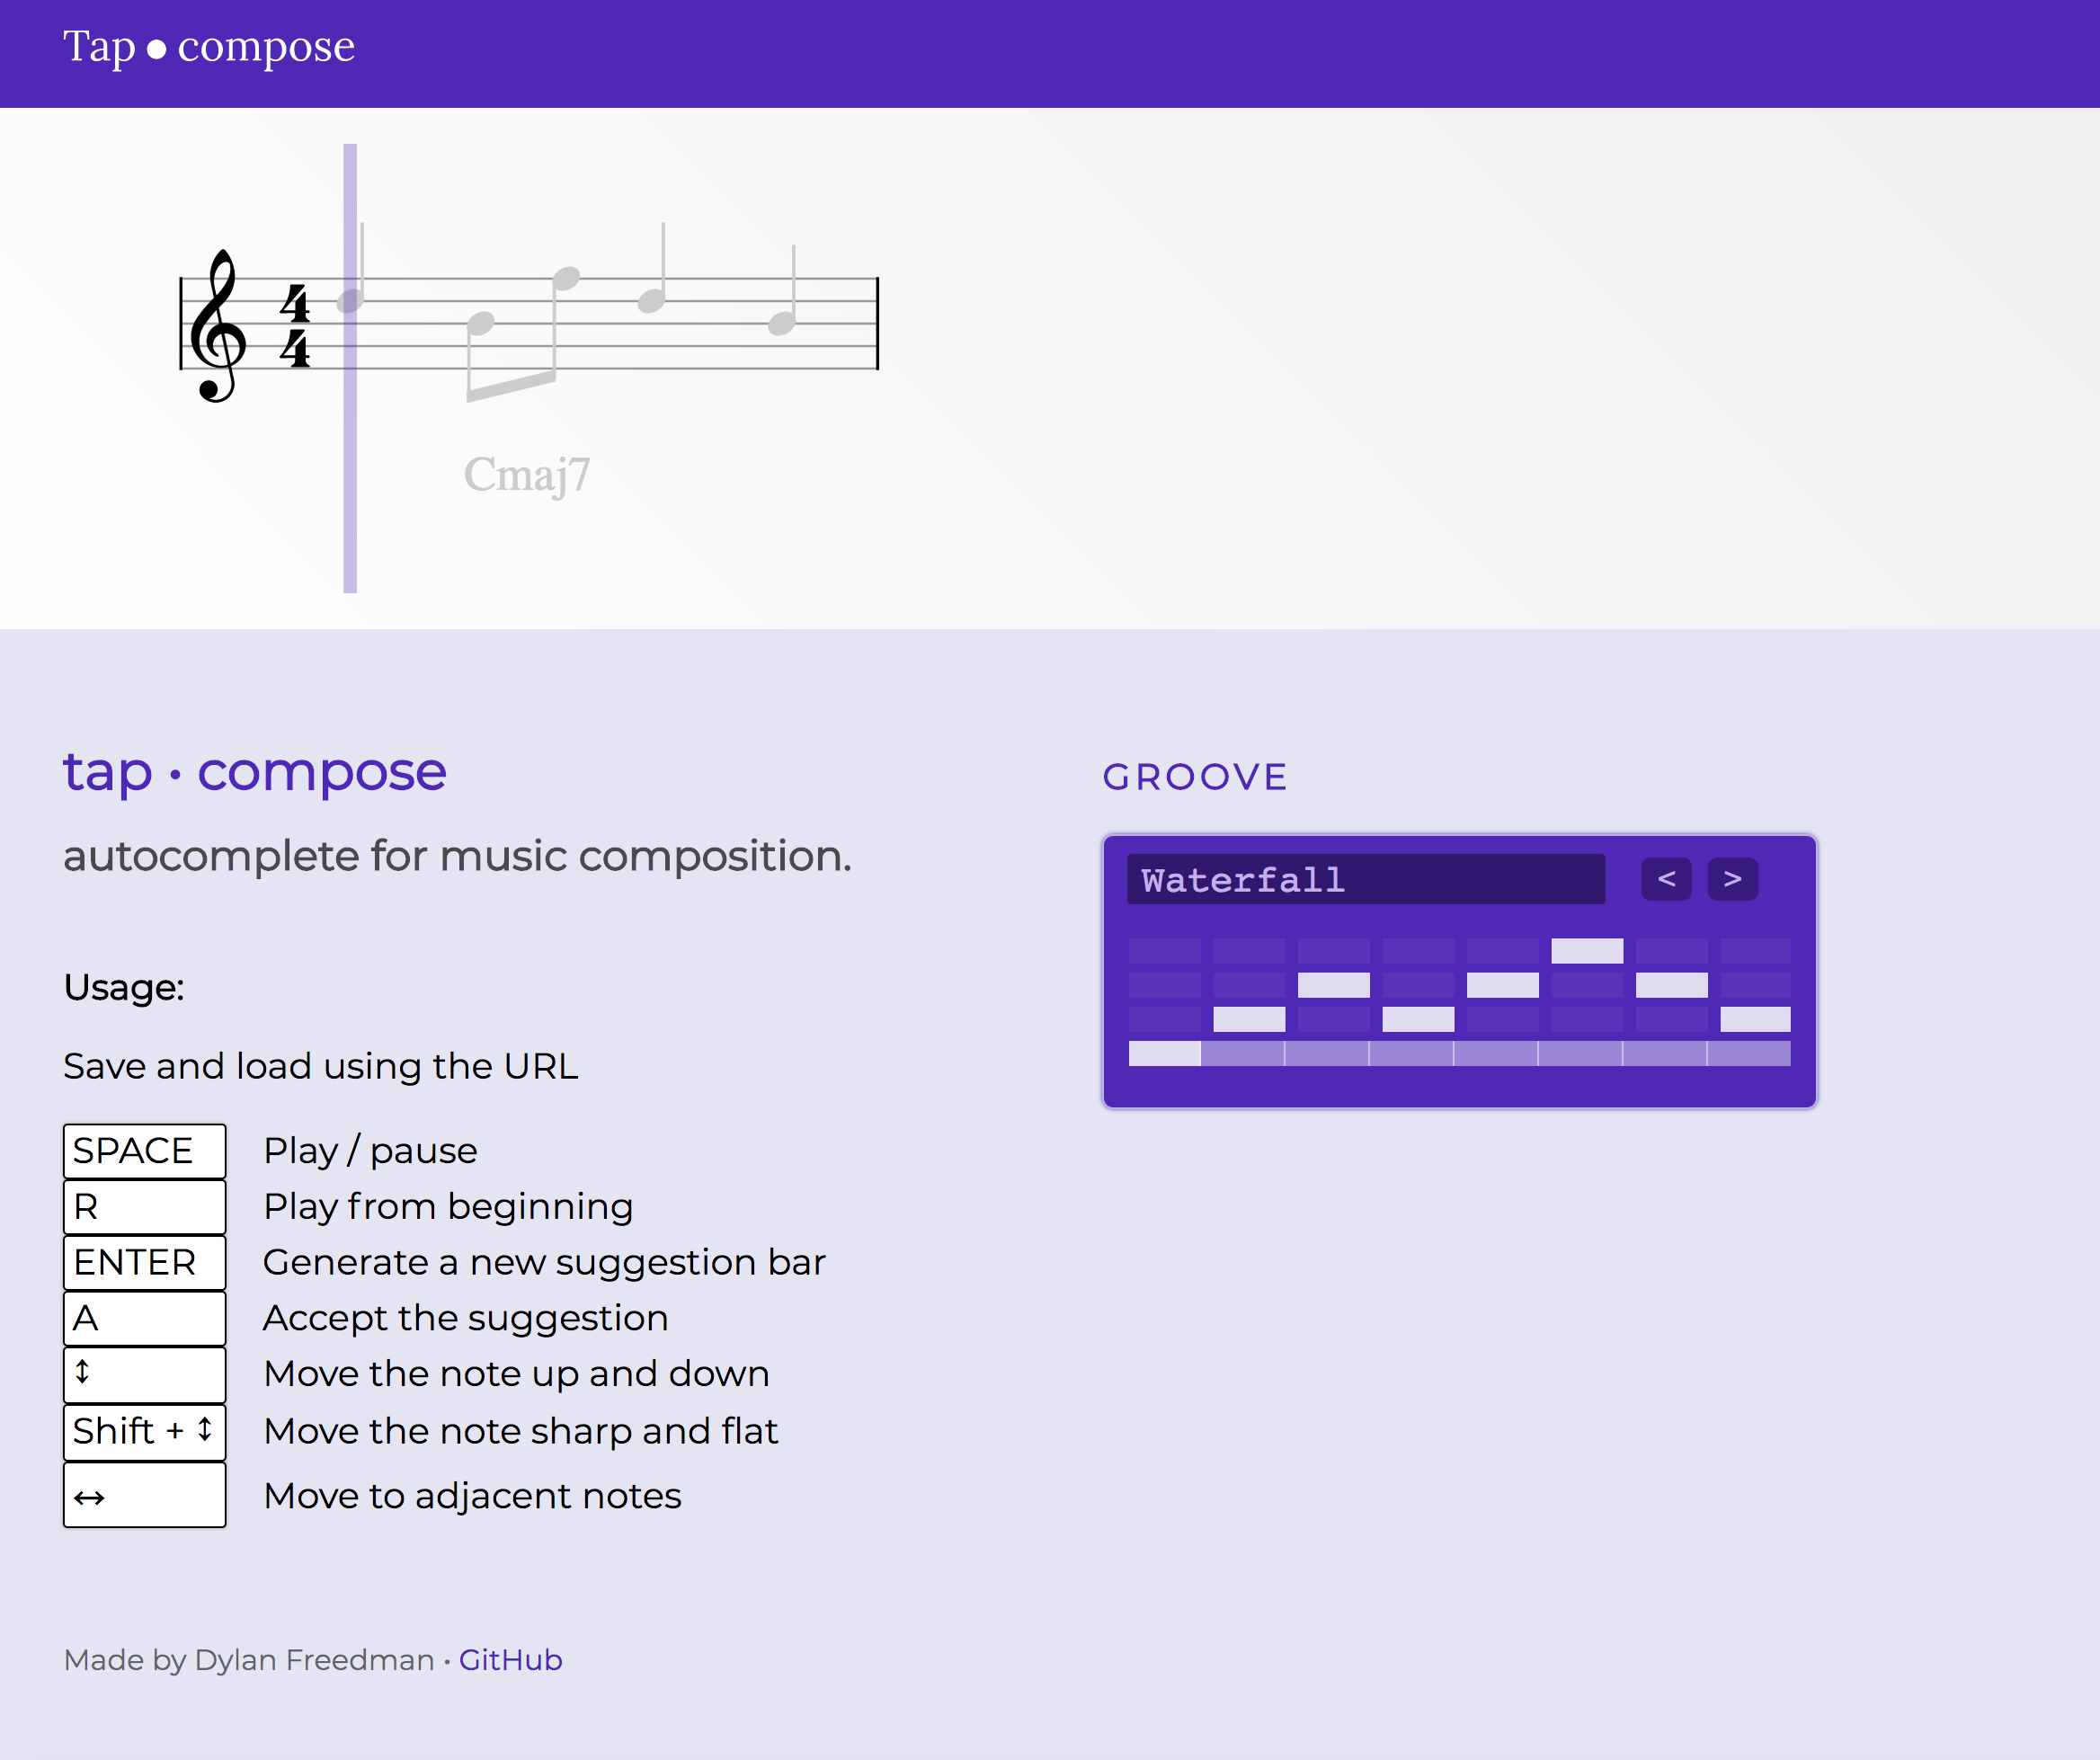 Tap • compose
4
4
Cmaj7
tap • compose
autocomplete for music composition.
Usage:
Save and load using the URL
SPACE Play / pause
R Play from beginning
ENTER Generate a new suggestion bar
A Accept the suggestion
↕ Move the note up and down
Shift + ↕ Move the note sharp and flat
↔ Move to adjacent notes
Made by Dylan Freedman • GitHub
GROOVE
Waterfall < >